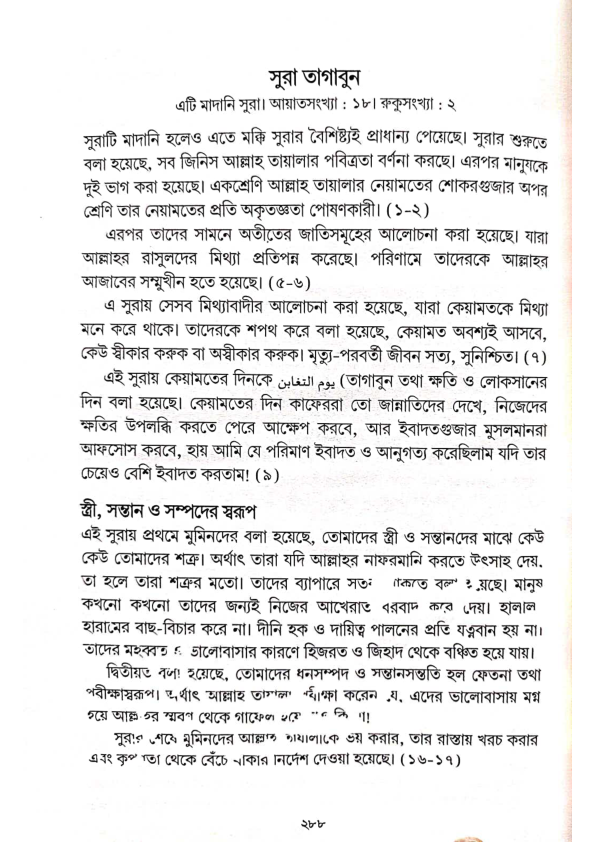 সুরা তাগাবুন
এটি মাদানি সুরা। আয়াতসংখ্যা : ১৮। রুকুসংখ্যা : ২
সুরাটি মাদানি হলেও এতে মক্কি সুরার বৈশিষ্ট্যই প্রাধান্য পেয়েছে। সুরার শুরুতে
বলা হয়েছে, সব জিনিস আল্লাহ তায়ালার পবিত্রতা বর্ণনা করছে। এরপর মানুষকে
দুই ভাগ করা হয়েছে। একশ্রেণি আল্লাহ তায়ালার নেয়ামতের শোকরগুজার অপর
শ্রেণি তার নেয়ামতের প্রতি অকৃতজ্ঞতা পোষণকারী। (১-২)
এরপর তাদের সামনে অতীতের জাতিসমূহের আলোচনা করা হয়েছে। যারা
আল্লাহর রাসুলদের মিথ্যা প্রতিপন্ন করেছে। পরিণামে তাদেরকে আল্লাহর
আজাবের সম্মুখীন হতে হয়েছে। (৫-৬)
এ সুরায় সেসব মিথ্যাবাদীর আলোচনা করা হয়েছে, যারা কেয়ামতকে মিথ্যা
মনে করে থাকে। তাদেরকে শপথ করে বলা হয়েছে, কেয়ামত অবশ্যই আসবে,
কেউ স্বীকার করুক বা অস্বীকার করুক। মৃত্যু-পরবর্তী জীবন সত্য, সুনিশ্চিত। (৭)
এই সুরায় কেয়ামতের দিনকে يوم التغابن (তাগাবুন তথা ক্ষতি ও লোকসানের
দিন বলা হয়েছে। কেয়ামতের দিন কাফেররা তো জান্নাতিদের দেখে, নিজেদের
ক্ষতির উপলব্ধি করতে পেরে আক্ষেপ করবে, আর ইবাদতগুজার মুসলমানরা
আফসোস করবে, হায় আমি যে পরিমাণ ইবাদত ও আনুগত্য করেছিলাম যদি তার
চেয়েও বেশি ইবাদত করতাম! (৯)
স্ত্রী, সন্তান ও সম্পদের স্বরূপ
এই সুরায় প্রথমে মুমিনদের বলা হয়েছে, তোমাদের স্ত্রী ও সন্তানদের মাঝে কেউ
কেউ তোমাদের শত্রু। অর্থাৎ তারা যদি আল্লাহর নাফরমানি করতে উৎসাহ দেয়,
তা হলে তারা শত্রুর মতো। তাদের ব্যাপারে বলা হয়েছে। মানুষ
কখনো কখনো তাদের জন্যই নিজের আখেরাত বরবাদ করে দেয়। হালাল
হারামের বাছ-বিচার করে না। দীনি হক ও দায়িত্ব পালনের প্রতি যত্নবান হয় না।
তাদের মহব্বত ও ভালোবাসার কারণে হিজরত ও জিহাদ থেকে বঞ্চিত হয়ে যায়।
দ্বিতীয়ত বলা হয়েছে, তোমাদের ধনসম্পদ ও সন্তানসন্ততি হল ফেতনা তথা
পরীক্ষাস্বরূপ। অর্থাৎ আল্লাহ তায়ালা পরীক্ষা করেন যে, এদের ভালোবাসায় মগ্ন
হয়ে আল্লাহর স্মরণ থেকে গাফেল
সুরার শেষে মুমিনদের আল্লাহ তায়ালাকে ভয় করার, তার রাস্তায় খরচ করার
এবং কৃপণতা থেকে বেঁচে থাকার নির্দেশ দেওয়া হয়েছে। (১৬-১৭)
২৮৮